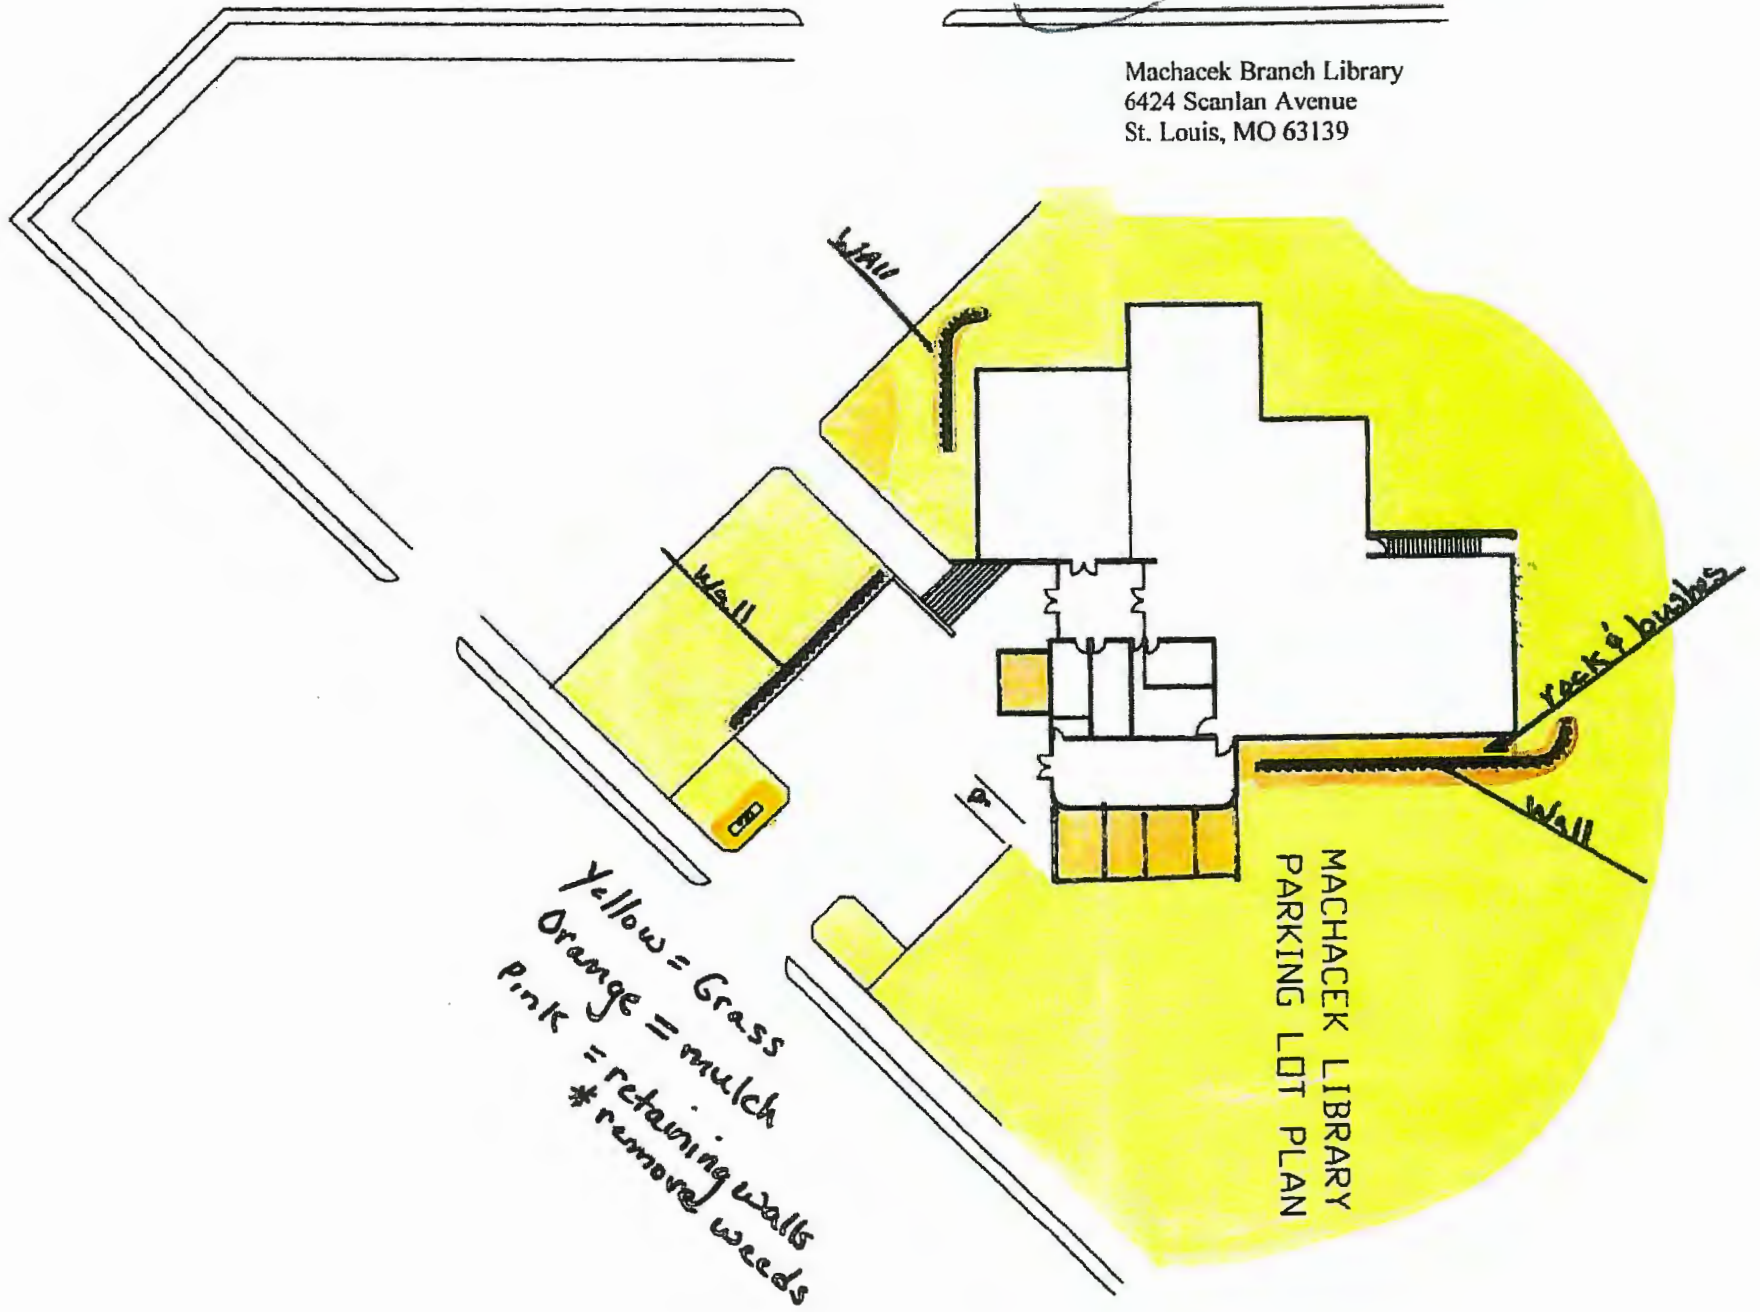 Machacek Branch Library
6424 Scanlan Avenue
St. Louis, MO 63139
WAll
Wall
rock & bushes
Wall
MACHACEK LIBRARY
PARKING LOT PLAN
Yellow = Grass
Orange = mulch
Pink = retaining walls
* remove weeds